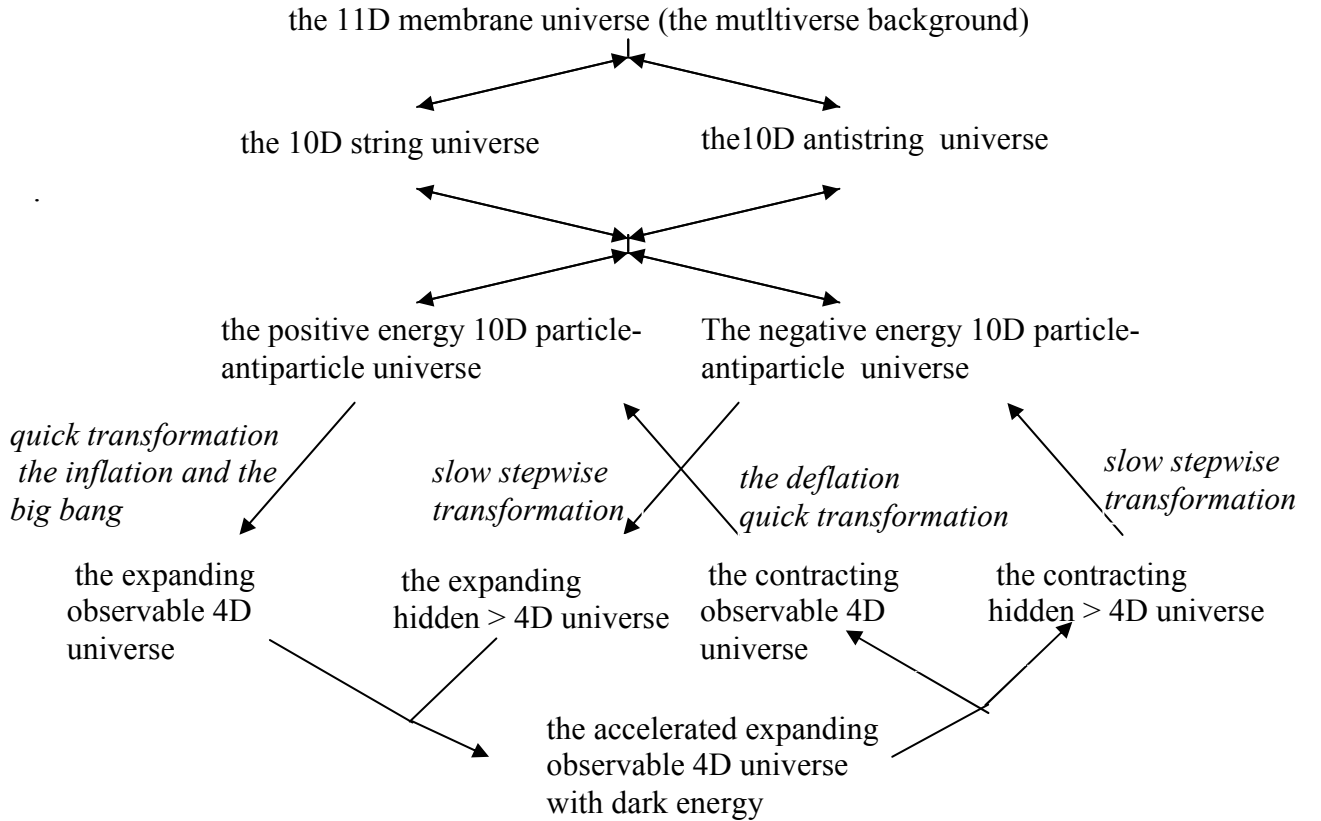 the 11D membrane universe (the mutltiverse background)
the 10D string universe
the10D antistring universe
.
the positive energy 10D particle-
antiparticle universe
The negative energy 10D particle-
antiparticle universe
quick transformation
the inflation and the
big bang
slow stepwise
transformation
the deflation
quick transformation
slow stepwise
transformation
the expanding
observable 4D
universe
the expanding
hidden > 4D universe
the contracting
observable 4D
universe
the contracting
hidden > 4D universe
the accelerated expanding
observable 4D universe
with dark energy